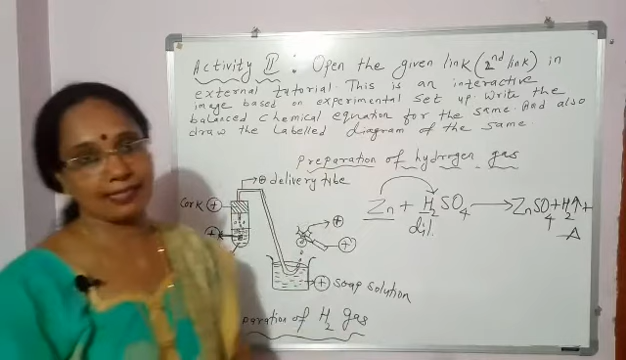 Activity II : Open the given link (2nd link) in
external tutorial. This is an interactive
image based on experimental set up. Write the
balanced chemical equation for the same. And also
draw the labelled diagram of the same.
Preparation of hydrogen gas
delivery tube
Cork
Zn + H2SO4 → ZnSO4 + H2↑ +
dil.
soap solution
of H2 gas